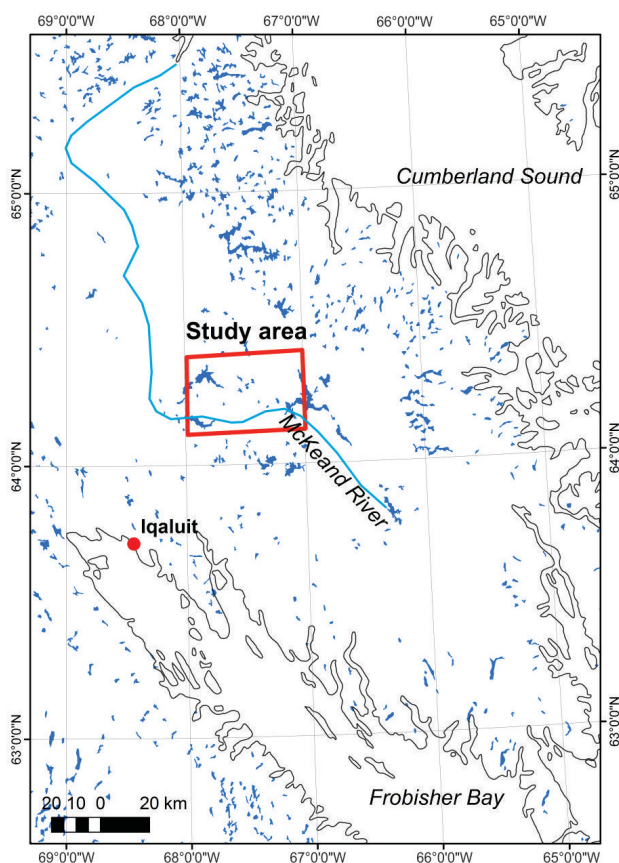 69°0'0"W 68°0'0"W 67°0'0"W 66°0'0"W 65°0'0"W
Cumberland Sound
65°0'0"N 65°0'0"N
Study area
McKeand River
64°0'0"N 64°0'0"N
Iqaluit
63°0'0"N 63°0'0"N
Frobisher Bay
20 10 0 20 km
69°0'0"W 68°0'0"W 67°0'0"W 66°0'0"W 65°0'0"W